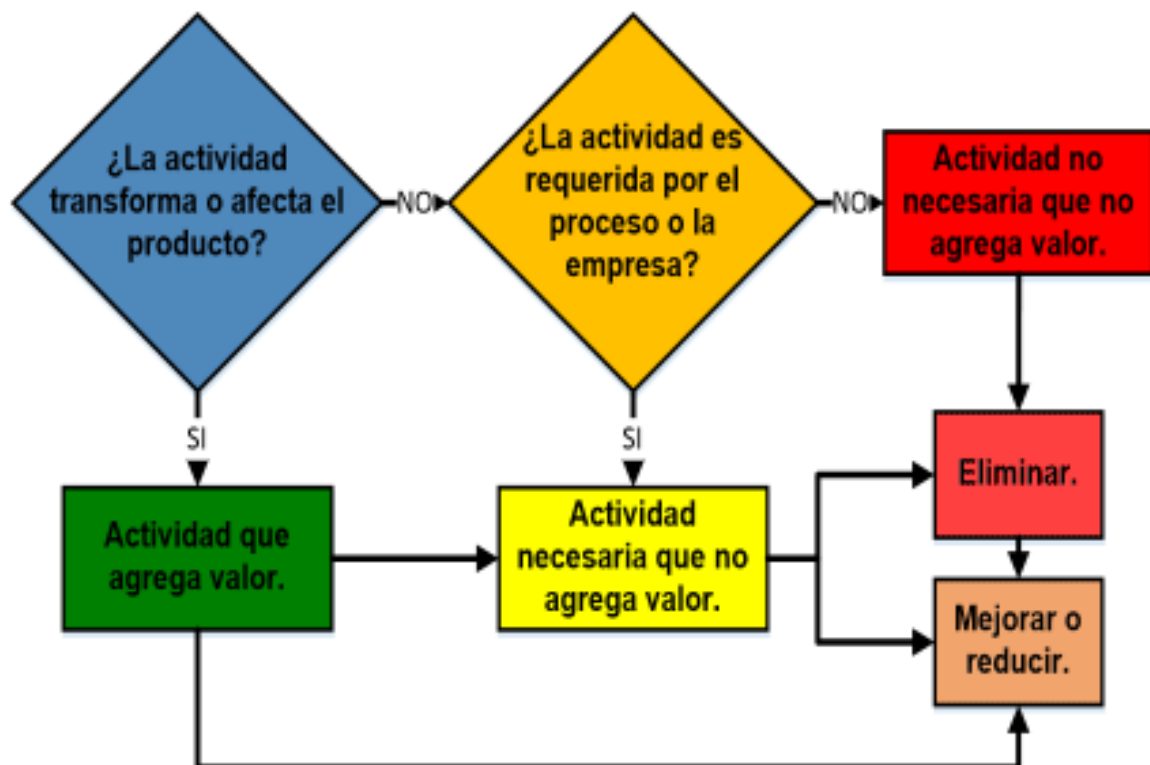 ¿La actividad
transforma o afecta el
producto?
NO
¿La actividad es
requerida por el
proceso o la
empresa?
NO
Actividad no
necesaria que no
agrega valor.
SI
SI
Actividad que
agrega valor.
Actividad
necesaria que no
agrega valor.
Eliminar.
Mejorar o
reducir.